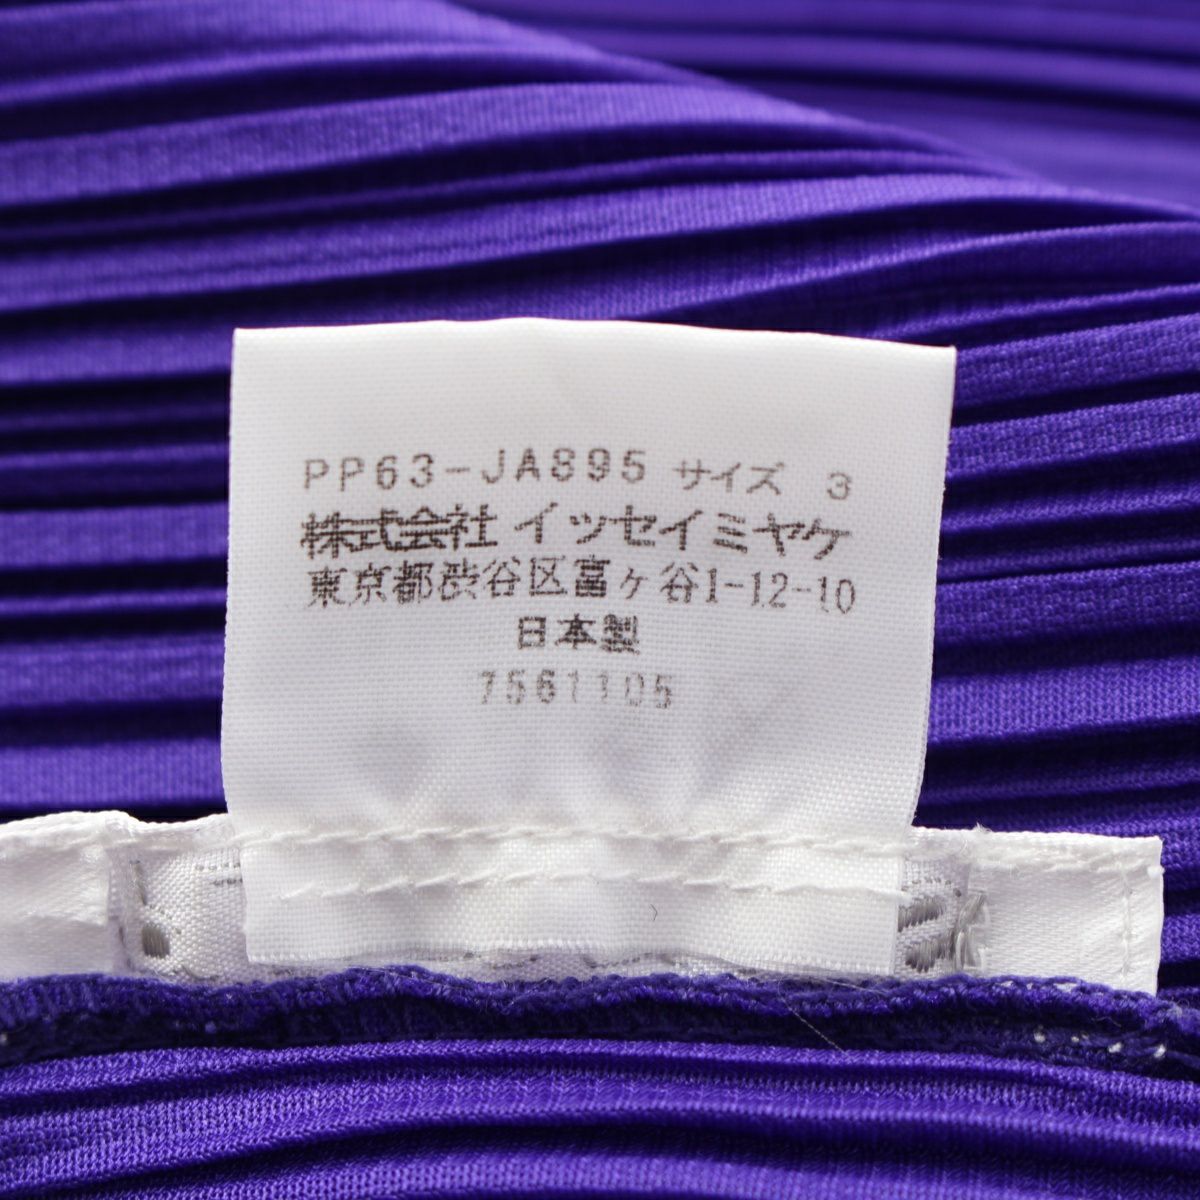 PP63-JA895 サイズ 3
株式会社 イッセイミヤケ
東京都渋谷区富ヶ谷1-12-10
日本製
7561105